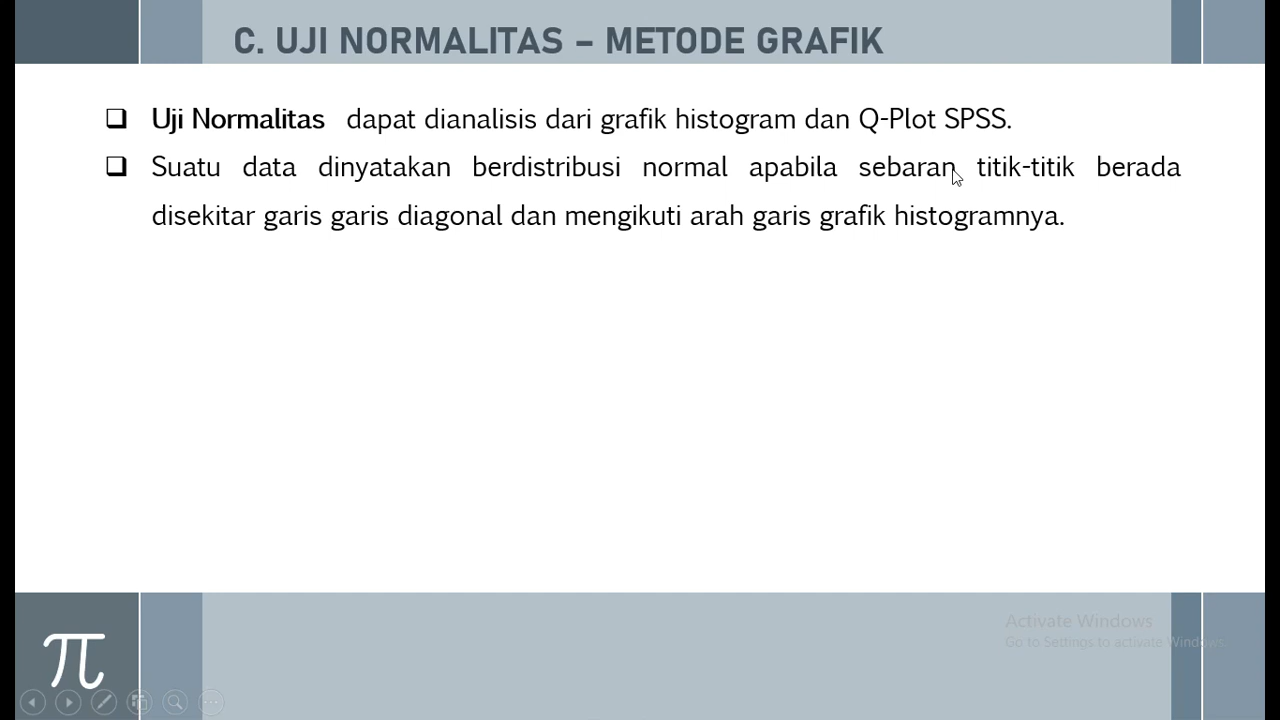 C. UJI NORMALITAS – METODE GRAFIK
Uji Normalitas dapat dianalisis dari grafik histogram dan Q-Plot SPSS.
Suatu data dinyatakan berdistribusi normal apabila sebaran titik-titik berada
disekitar garis garis diagonal dan mengikuti arah garis grafik histogramnya.
Activate Windows
Go to Settings to activate Windows.
π